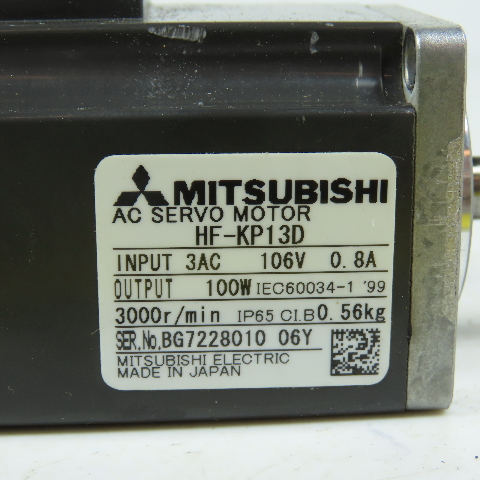 MITSUBISHI
AC SERVO MOTOR
HF-KP13D
INPUT 3AC 106V 0.8A
OUTPUT 100W IEC60034-1 '99
3000r/min IP65 CI.B 0.56kg
SER.No.BG7228010 06Y
MITSUBISHI ELECTRIC
MADE IN JAPAN